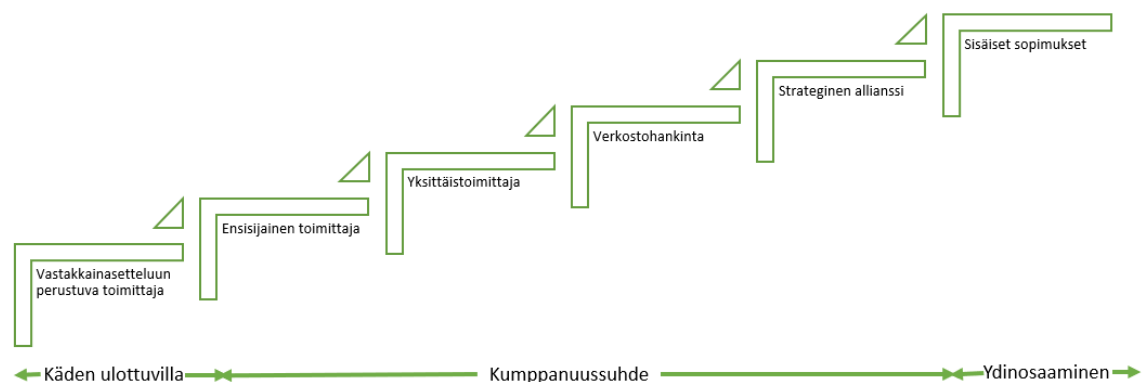 Sisäiset sopimukset
Strateginen allianssi
Verkostohankinta
Yksittäistoimittaja
Ensisijainen toimittaja
Vastakkainasetteluun
perustuva toimittaja
Käden ulottuvilla
Kumppanuussuhde
Ydinosaaminen